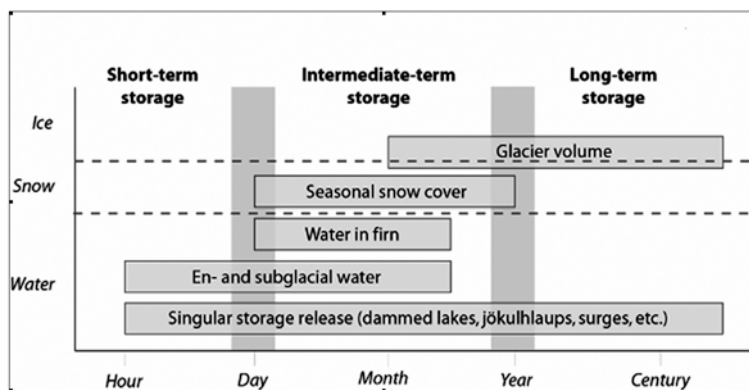 Short-term
storage
Intermediate-term
storage
Long-term
storage
Ice
Glacier volume
Snow
Seasonal snow cover
Water in firn
Water
En- and subglacial water
Singular storage release (dammed lakes, jökulhlaups, surges, etc.)
Hour
Day
Month
Year
Century